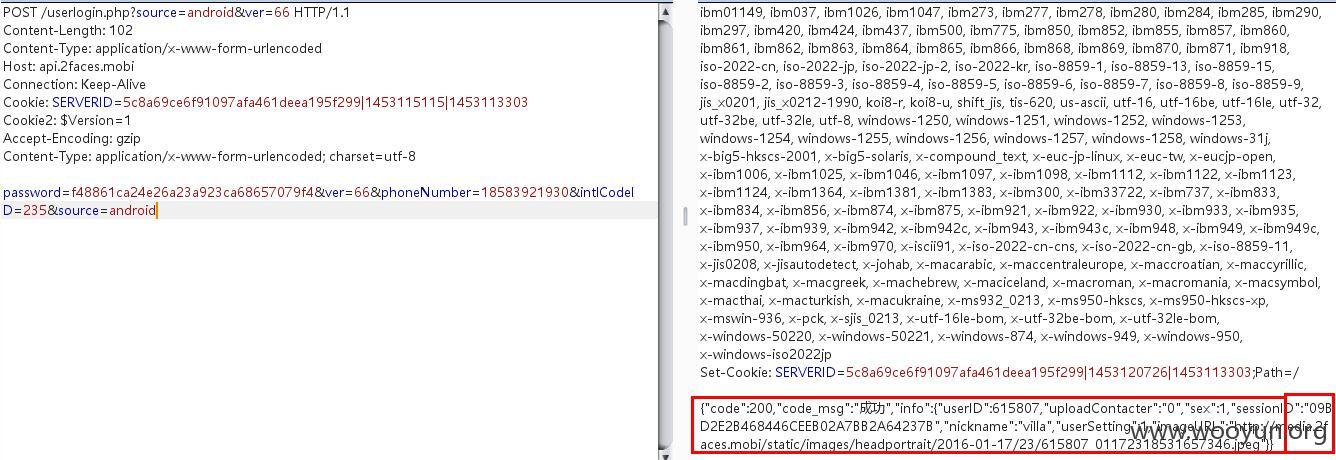 POST /userlogin.php?source=android&ver=66 HTTP/1.1
Content-Length: 102
Content-Type: application/x-www-form-urlencoded
Host: api.2faces.mobi
Connection: Keep-Alive
Cookie: SERVERID=5c8a69ce6f91097afa461deea195f299|1453115115|1453113303
Cookie2: $Version=1
Accept-Encoding: gzip
Content-Type: application/x-www-form-urlencoded; charset=utf-8
password=f48861ca24e26a23a923ca68657079f4&ver=66&phoneNumber=18583921930&intlCodeI
D=235&source=android
ibm01149, ibm037, ibm1026, ibm1047, ibm273, ibm277, ibm278, ibm280, ibm284, ibm285, ibm290,
ibm297, ibm420, ibm424, ibm437, ibm500, ibm775, ibm850, ibm852, ibm855, ibm857, ibm860,
ibm861, ibm862, ibm863, ibm864, ibm865, ibm866, ibm868, ibm869, ibm870, ibm871, ibm918,
iso-2022-cn, iso-2022-jp, iso-2022-jp-2, iso-2022-kr, iso-8859-1, iso-8859-13, iso-8859-15,
iso-8859-2, iso-8859-3, iso-8859-4, iso-8859-5, iso-8859-6, iso-8859-7, iso-8859-8, iso-8859-9,
jis_x0201, jis_x0212-1990, koi8-r, koi8-u, shift_jis, tis-620, us-ascii, utf-16, utf-16be, utf-16le, utf-32,
utf-32be, utf-32le, utf-8, windows-1250, windows-1251, windows-1252, windows-1253,
windows-1254, windows-1255, windows-1256, windows-1257, windows-1258, windows-31j,
x-big5-hkscs-2001, x-big5-solaris, x-compound_text, x-euc-jp-linux, x-euc-tw, x-eucjp-open,
x-ibm1006, x-ibm1025, x-ibm1046, x-ibm1097, x-ibm1098, x-ibm1112, x-ibm1122, x-ibm1123,
x-ibm1124, x-ibm1364, x-ibm1381, x-ibm1383, x-ibm300, x-ibm33722, x-ibm737, x-ibm833,
x-ibm834, x-ibm856, x-ibm874, x-ibm875, x-ibm921, x-ibm922, x-ibm930, x-ibm933, x-ibm935,
x-ibm937, x-ibm939, x-ibm942, x-ibm942c, x-ibm943, x-ibm943c, x-ibm948, x-ibm949, x-ibm949c,
x-ibm950, x-ibm964, x-ibm970, x-iscii91, x-iso-2022-cn-cns, x-iso-2022-cn-gb, x-iso-8859-11,
x-jis0208, x-jisautodetect, x-johab, x-macarabic, x-maccentraleurope, x-maccroatian, x-maccyrillic,
x-macdingbat, x-macgreek, x-machebrew, x-maciceland, x-macroman, x-macromania, x-macsymbol,
x-macthai, x-macturkish, x-macukraine, x-ms932_0213, x-ms950-hkscs, x-ms950-hkscs-xp,
x-mswin-936, x-pck, x-sjis_0213, x-utf-16le-bom, x-utf-32be-bom, x-utf-32le-bom,
x-windows-50220, x-windows-50221, x-windows-874, x-windows-949, x-windows-950,
x-windows-iso2022jp
Set-Cookie: SERVERID=5c8a69ce6f91097afa461deea195f299|1453120726|1453113303;Path=/
{"code":200,"code_msg":"成功","info":{"userID":615807,"uploadContacter":"0","sex":1,"sessionID":"09B
D2E2B468446CEEB02A7BB2A64237B","nickname":"villa","userSetting":1,"imageURL":"http://media.2f
aces.mobi/static/images/headportrait/2016-01-17/23/615807_01172318531657346.jpeg"}}
www.wooyun.org